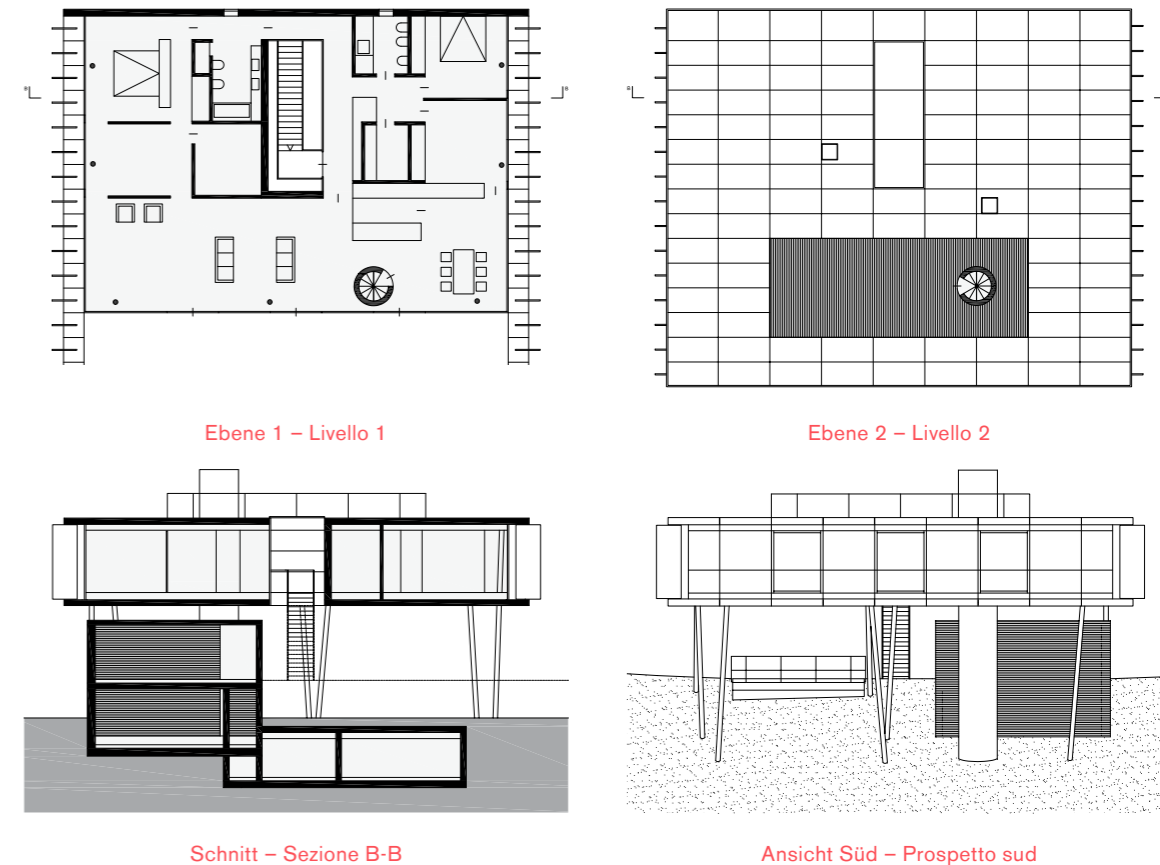 Ebene 1 – Livello 1
Ebene 2 – Livello 2
Schnitt – Sezione B-B
Ansicht Süd – Prospetto sud